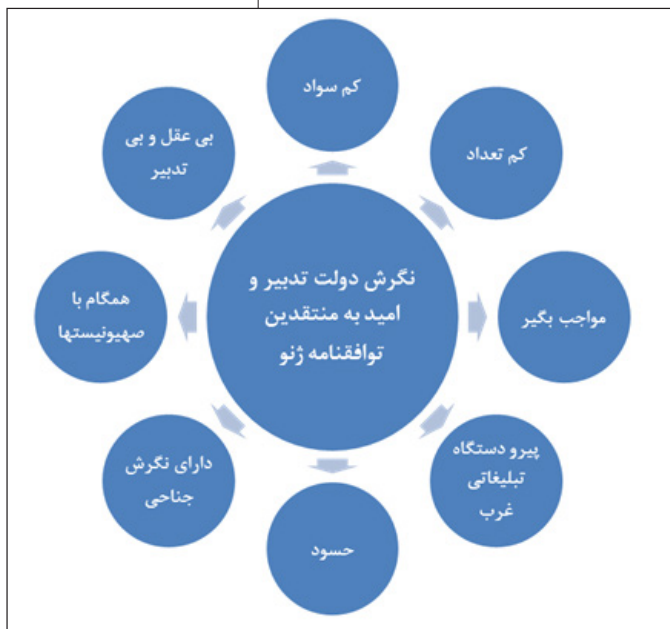 کم سواد
کم تعداد
مواجب بگیر
پیرو دستگاه
تبلیغاتی
غرب
حسود
دارای نگرش
جناحی
همگام با
صهیونیستها
بی عقل و بی
تدبیر
نگرش دولت تدبیر و
امید به منتقدین
توافقنامه ژنو